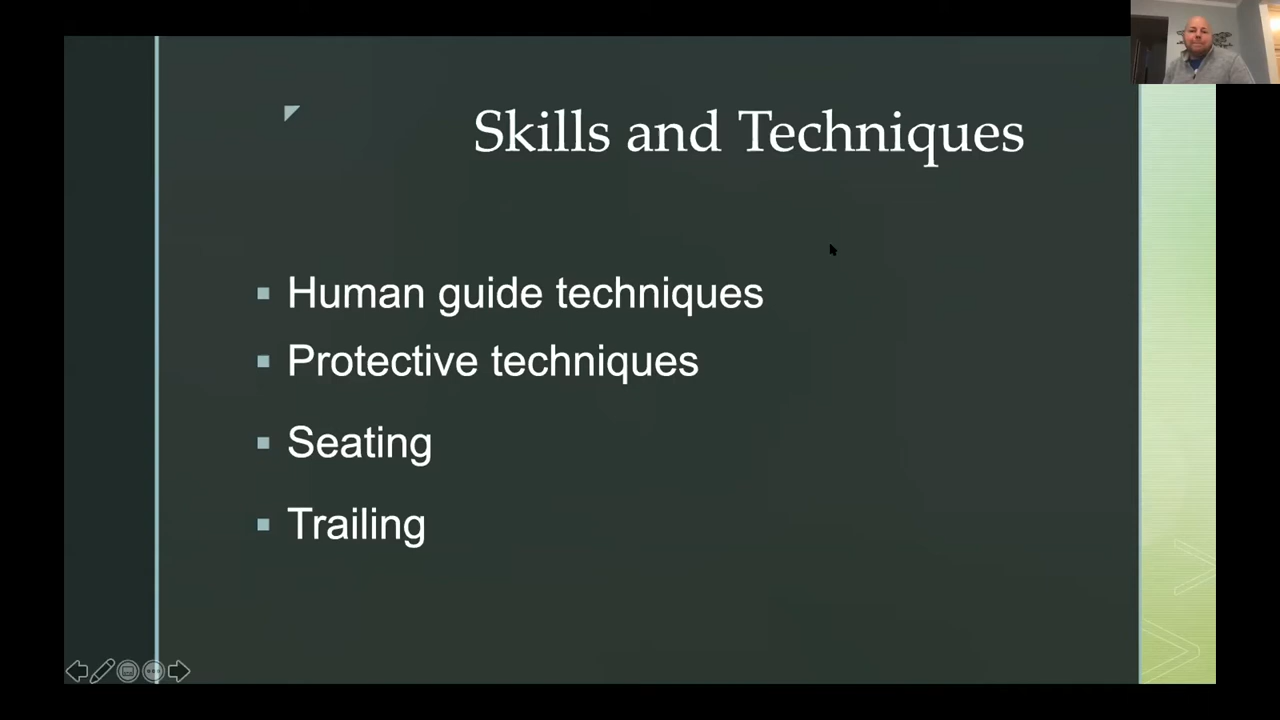 Skills and Techniques
Human guide techniques
Protective techniques
Seating
Trailing